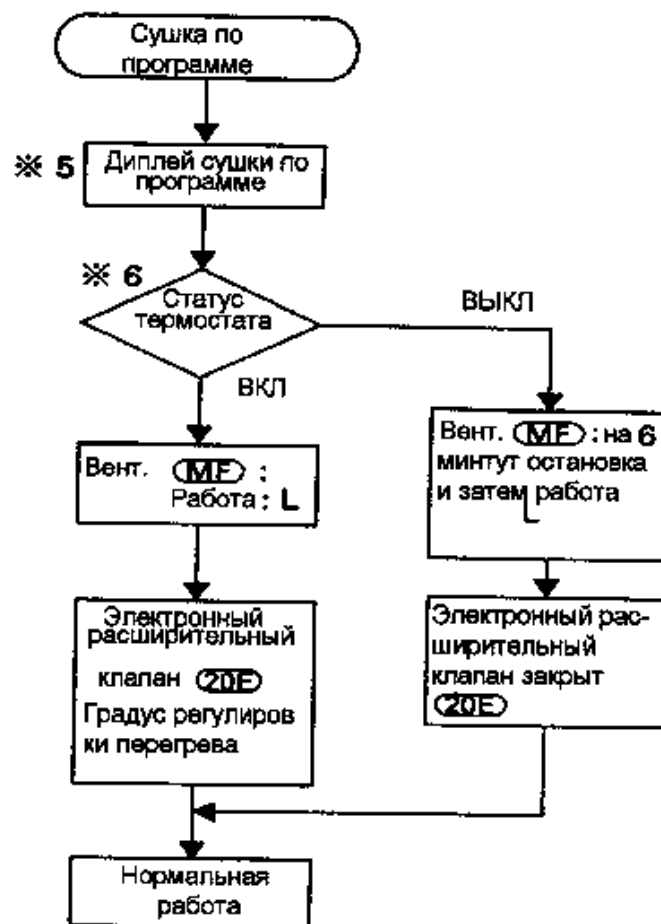 Сушка по
программе
※ 5
Диплей сушки по
программе
※ 6
Статус
термостата
ВЫКЛ
ВКЛ
Вент. MF :
Работа : L
Вент. MF : на 6
минтут остановка
и затем работа
L
Электронный
расширительный
клапан 20E
Градус регулиров
ки перегрева
Электронный рас-
ширительный
клапан закрыт
20E
Нормальная
работа